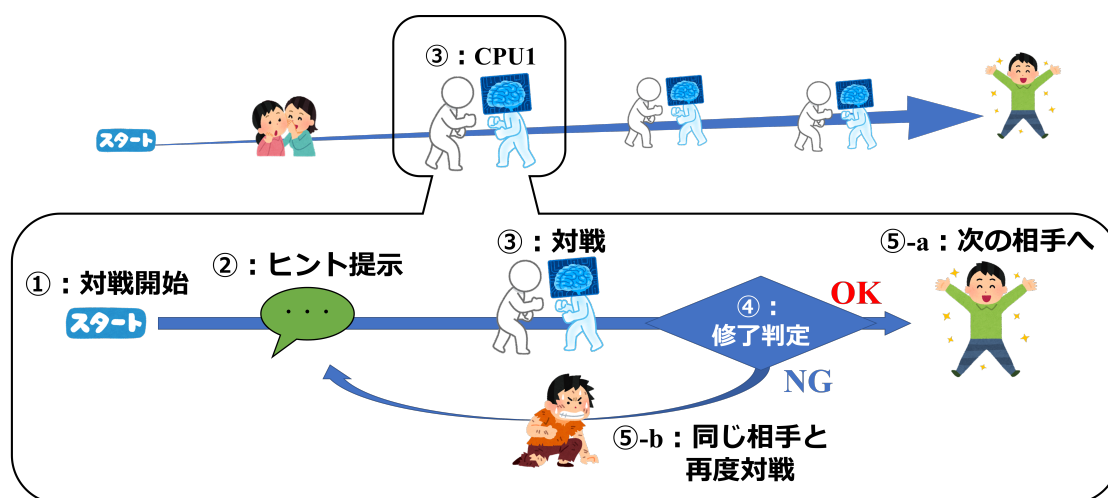 ③：CPU1
スタート
①：対戦開始
スタート
②：ヒント提示
・・・
③：対戦
④：
修了判定
OK
NG
⑤-a：次の相手へ
⑤-b：同じ相手と
再度対戦